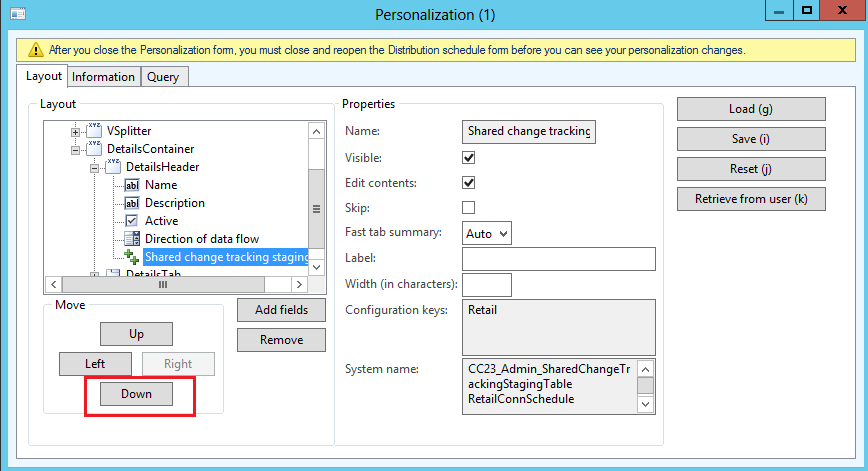 Personalization (1)
After you close the Personalization form, you must close and reopen the Distribution schedule form before you can see your personalization changes.
Layout
Information
Query
Layout
VSplitter
DetailsContainer
DetailsHeader
Name
Description
Active
Direction of data flow
Shared change tracking staging
DetailsTab
Move
Up
Left
Right
Down
Add fields
Remove
Properties
Name:
Shared change tracking
Visible:
Edit contents:
Skip:
Fast tab summary:
Auto
Label:
Width (in characters):
Configuration keys:
Retail
System name:
CC23_Admin_SharedChangeTr
ackingStagingTable
RetailConnSchedule
Load (g)
Save (i)
Reset (j)
Retrieve from user (k)